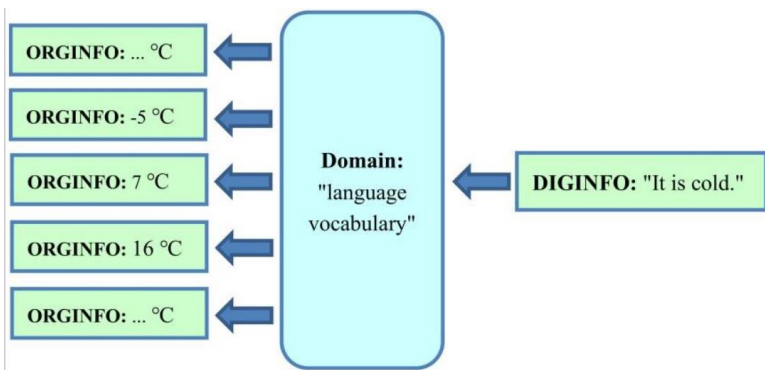 ORGINFO: ... ℃
ORGINFO: -5 ℃
ORGINFO: 7 ℃
ORGINFO: 16 ℃
ORGINFO: ... ℃
Domain:
"language
vocabulary"
DIGINFO: "It is cold."